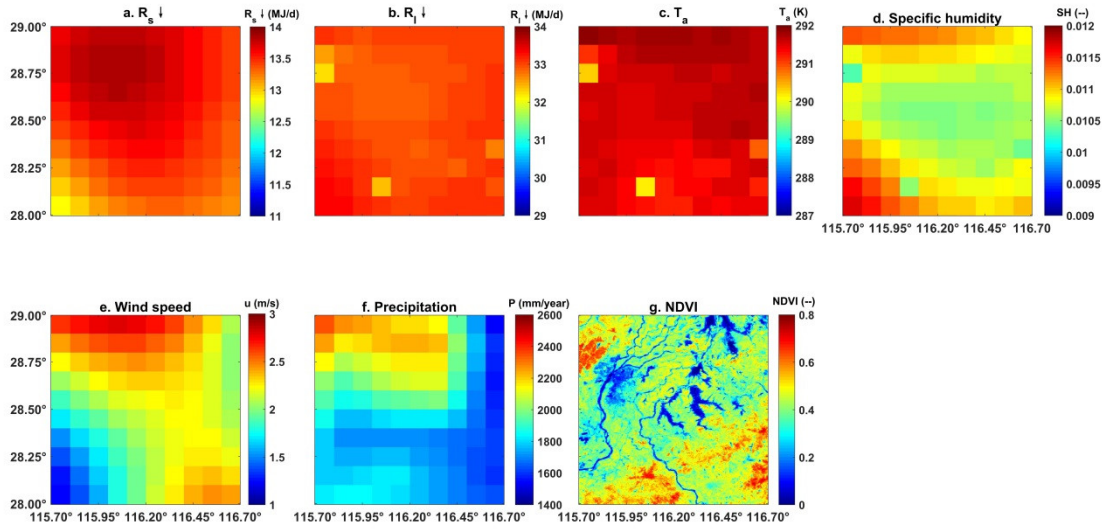 a. Rs ↓ Rs ↓ (MJ/d) b. Rl ↓ Rl ↓ (MJ/d) c. Ta Ta (K) d. Specific humidity SH (--)
29.00° 14 34 292 0.012
28.75° 13.5 33 291 0.0115
13 290 0.011
28.50° 12.5 32 289 0.0105
28.25° 12 31 288 0.01
11.5 30 0.0095
28.00° 11 29 287 0.009
115.70° 115.95° 116.20° 116.45° 116.70
e. Wind speed u (m/s) f. Precipitation P (mm/year) g. NDVI NDVI (--)
29.00° 3 2600 0.8
28.75° 2.5 2400 0.6
2200
28.50° 2 2000 0.4
28.25° 1.5 1800 0.2
1600
28.00° 1 1400 0
115.70° 115.95° 116.20° 116.45° 116.70 115.70° 115.95° 116.20° 116.45° 116.70 115.70° 115.95° 116.20° 116.45° 116.70